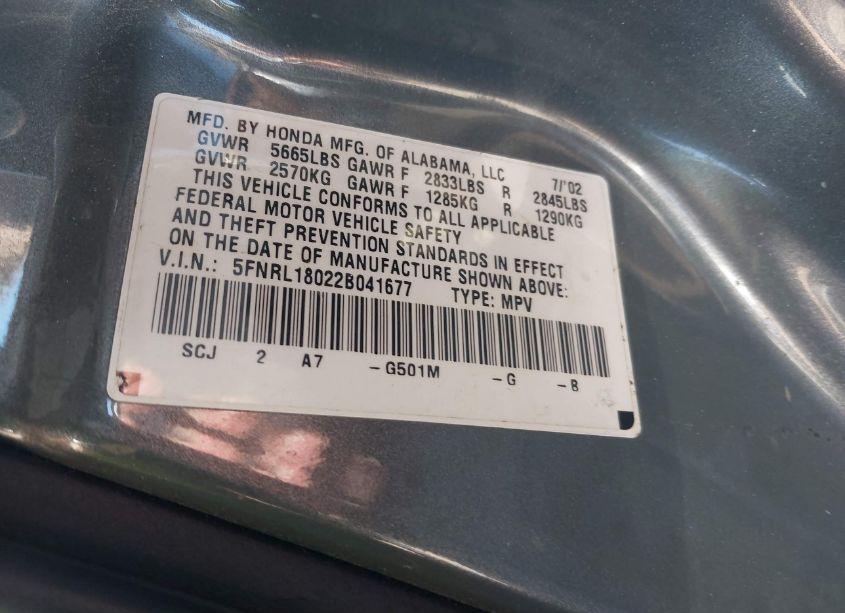 MFD. BY HONDA MFG. OF ALABAMA, LLC 7/'02
GVWR 5665LBS GAWR F 2833LBS R 2845LBS
GVWR 2570KG GAWR F 1285KG R 1290KG
THIS VEHICLE CONFORMS TO ALL APPLICABLE
FEDERAL MOTOR VEHICLE SAFETY
AND THEFT PREVENTION STANDARDS IN EFFECT
ON THE DATE OF MANUFACTURE SHOWN ABOVE:
V.I.N.: 5FNRL18022B041677 TYPE: MPV
SCJ 2 A7 -G501M -G -B